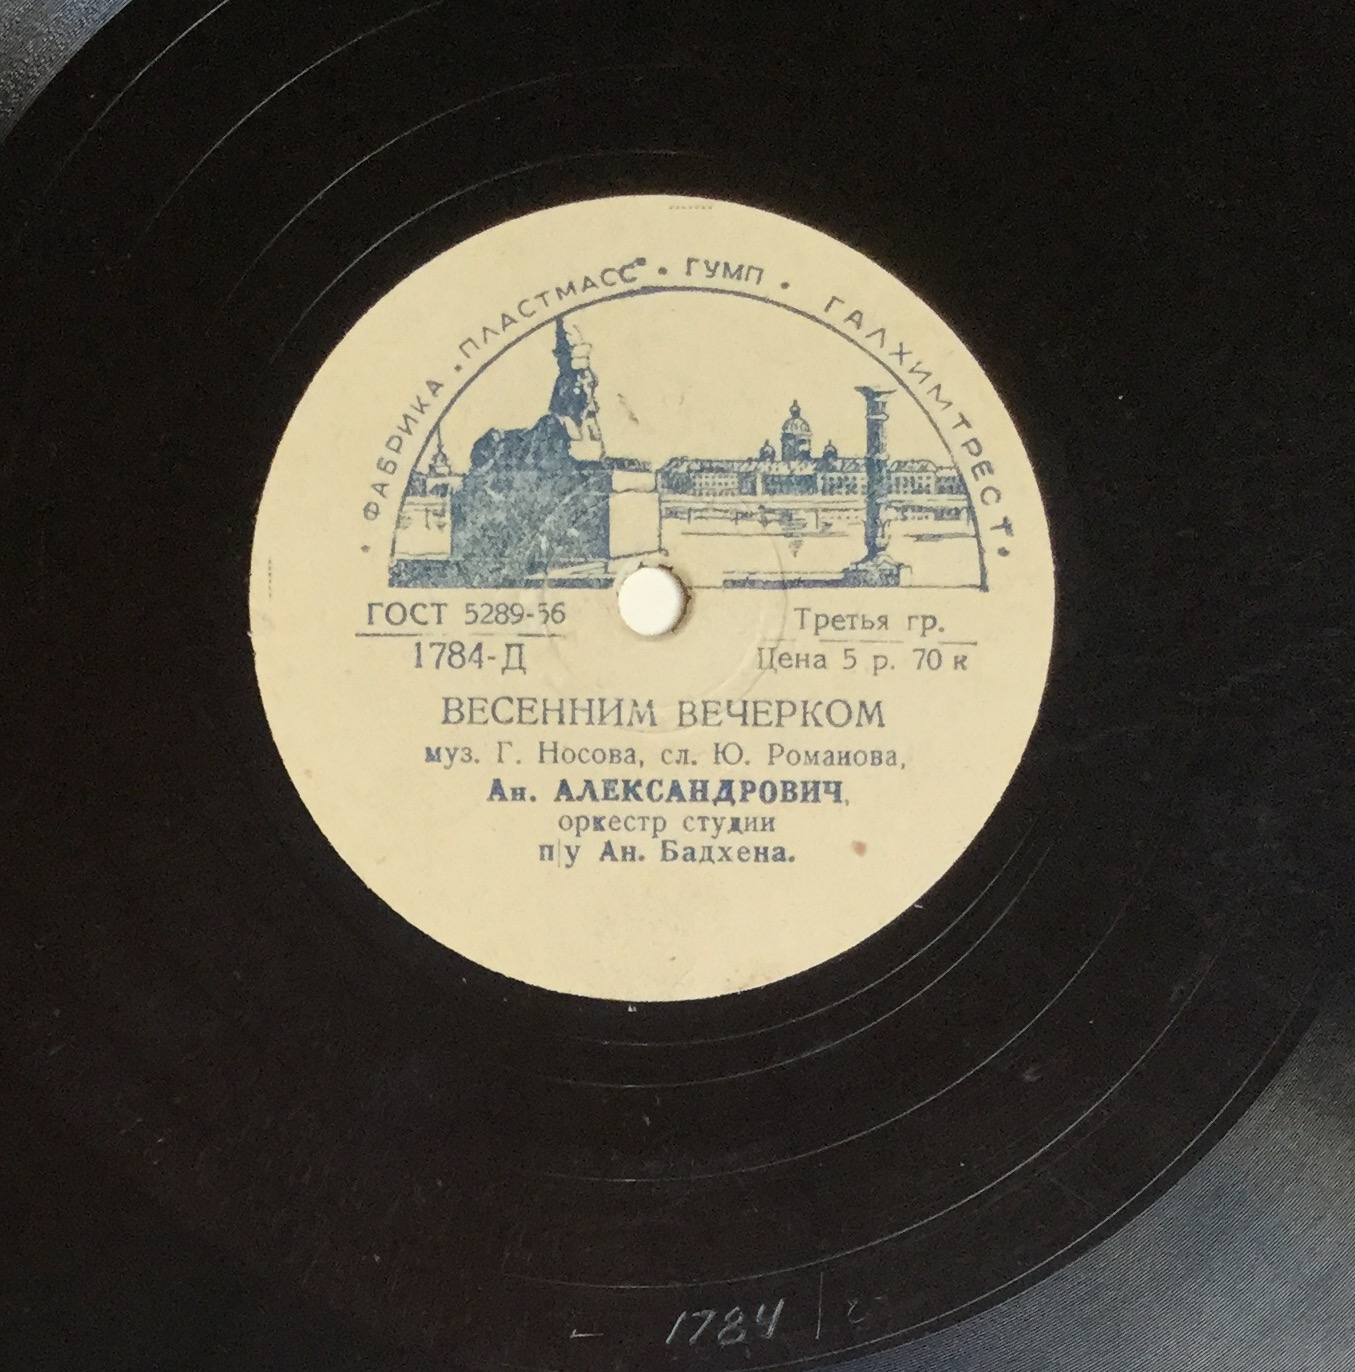 · ФАБРИКА · ПЛАСТМАСС · ГУМП · ГАЛХИМТРЕСТ ·
ГОСТ 5289-56
Третья гр.
1784-Д
Цена 5 р. 70 к
ВЕСЕННИМ ВЕЧЕРКОМ
муз. Г. Носова, сл. Ю. Романова,
Ан. АЛЕКСАНДРОВИЧ,
оркестр студии
п/у Ан. Бадхена.
1784